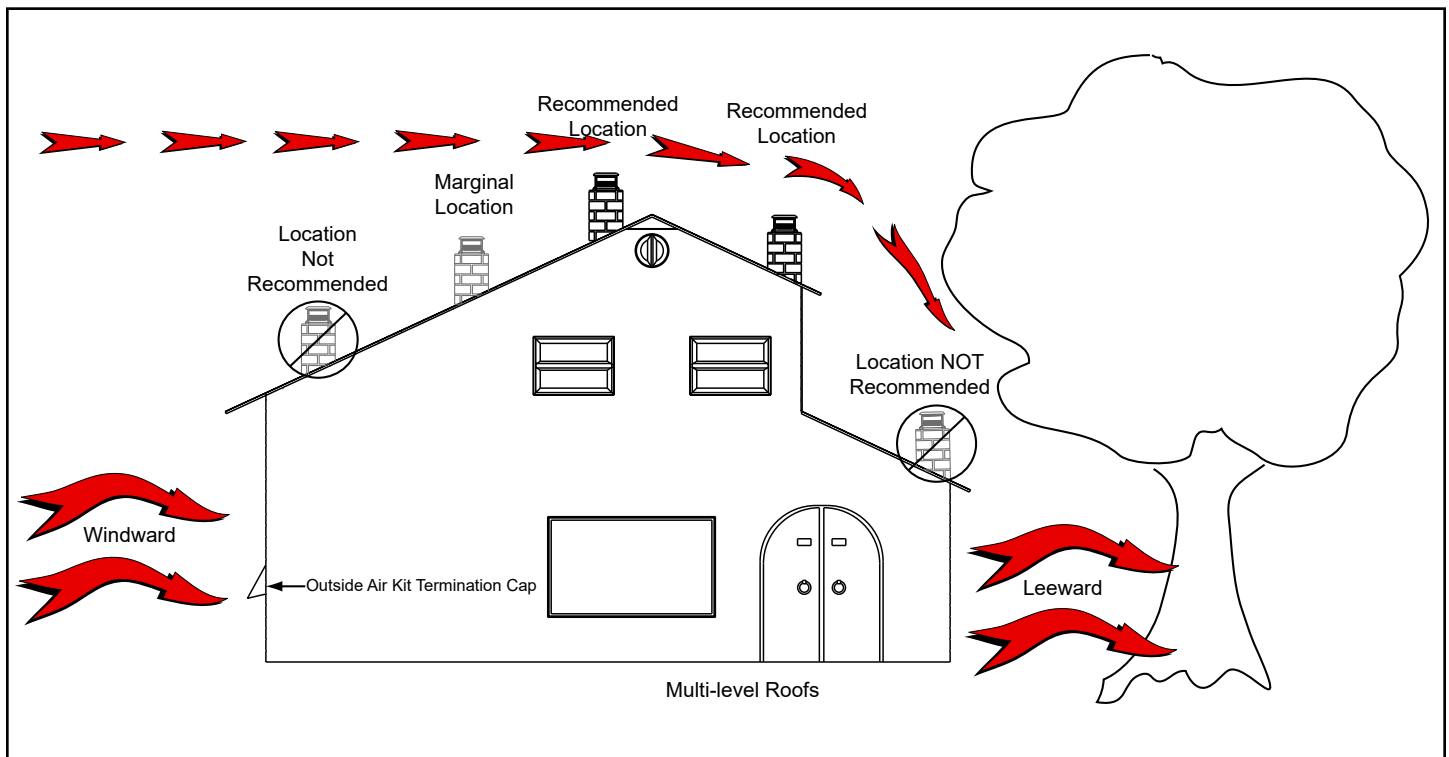 Recommended
Location
Recommended
Location
Marginal
Location
Location
Not
Recommended
Location NOT
Recommended
Windward
Outside Air Kit Termination Cap
Leeward
Multi-level Roofs